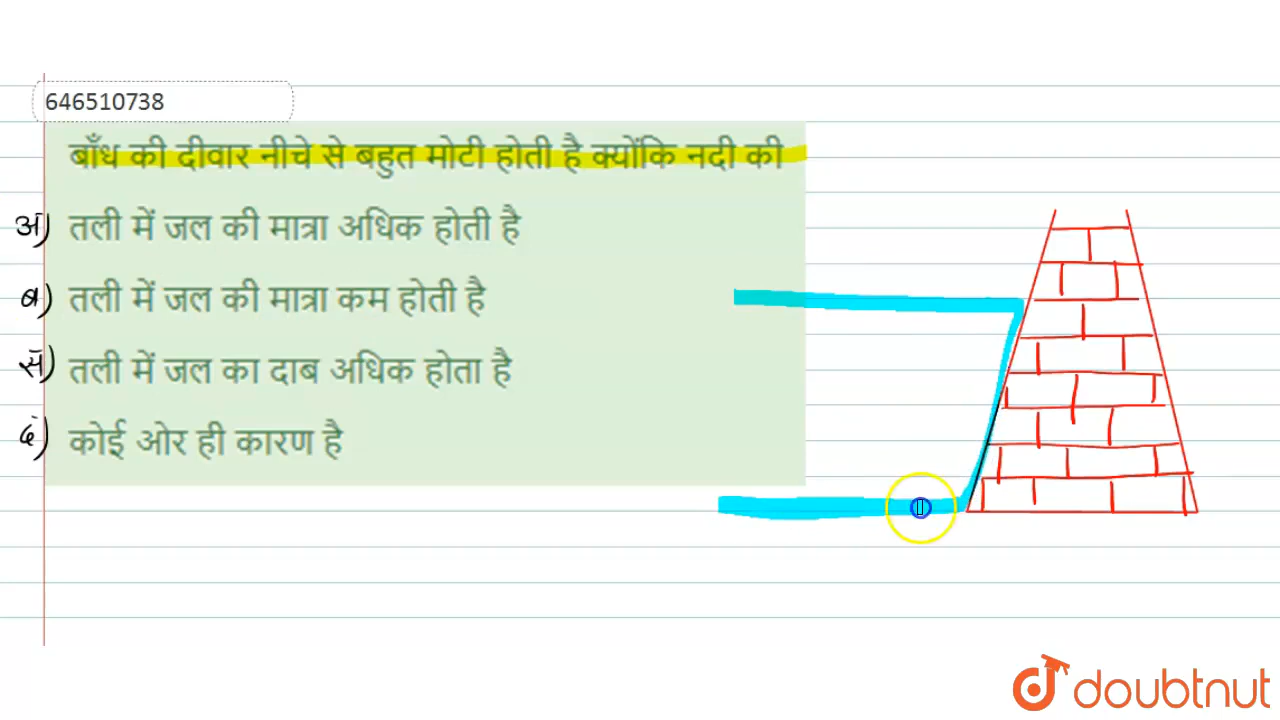 646510738
बाँध की दीवार नीचे से बहुत मोटी होती है क्योंकि नदी की
अ) तली में जल की मात्रा अधिक होती है
ब) तली में जल की मात्रा कम होती है
स) तली में जल का दाब अधिक होता है
द) कोई ओर ही कारण है
doubtnut